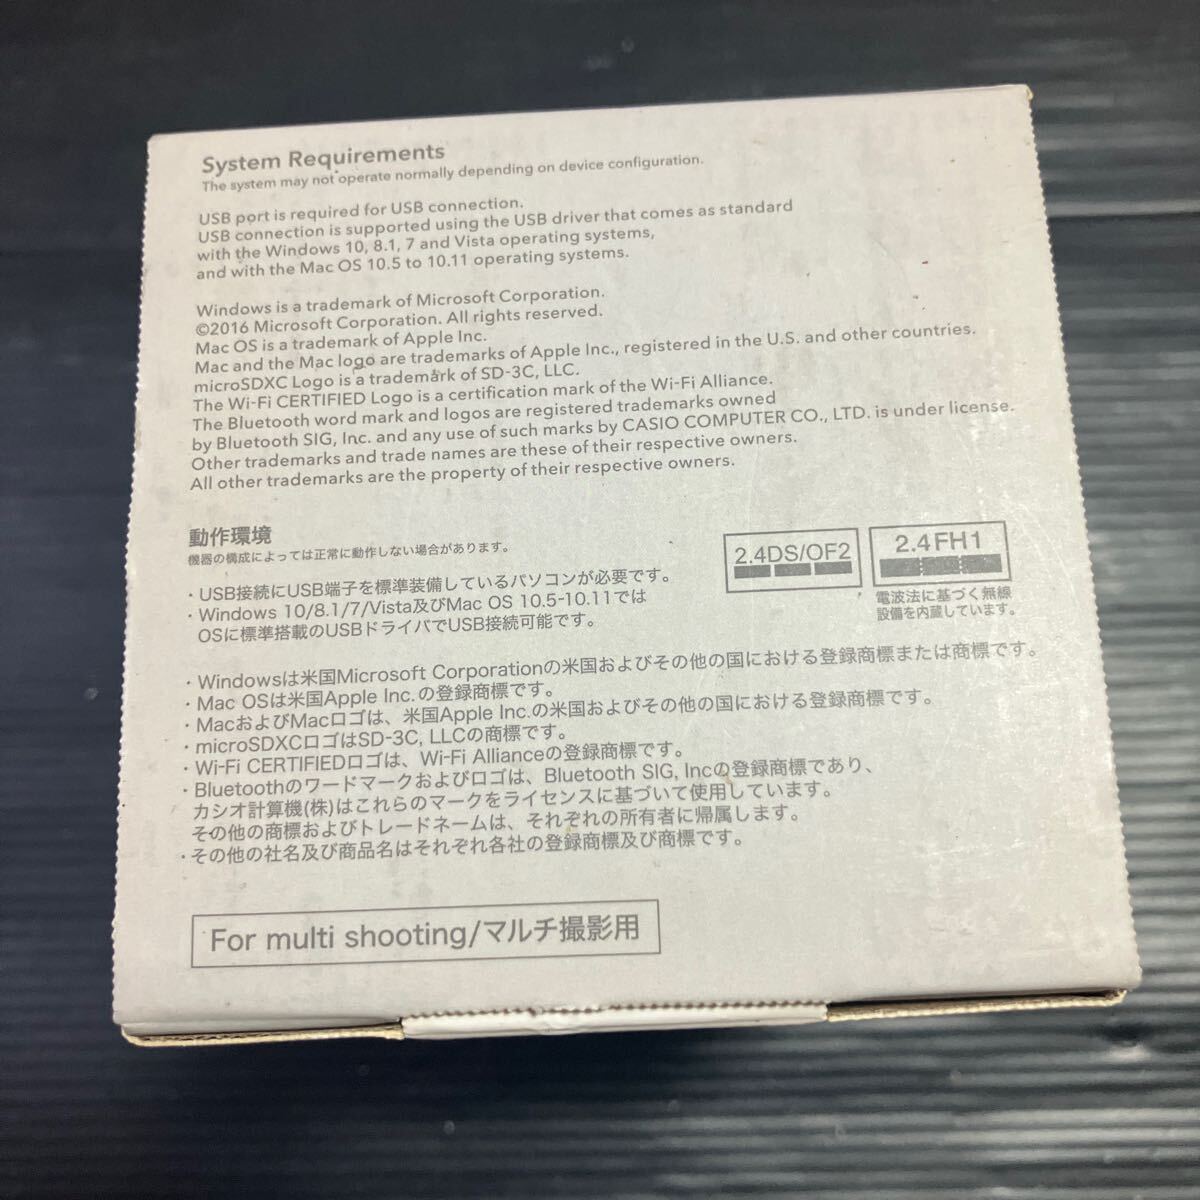 System Requirements
The system may not operate normally depending on device configuration.
USB port is required for USB connection.
USB connection is supported using the USB driver that comes as standard
with the Windows 10, 8.1, 7 and Vista operating systems,
and with the Mac OS 10.5 to 10.11 operating systems.
Windows is a trademark of Microsoft Corporation.
©2016 Microsoft Corporation. All rights reserved.
Mac OS is a trademark of Apple Inc.
Mac and the Mac logo are trademarks of Apple Inc., registered in the U.S. and other countries.
microSDXC Logo is a trademark of SD-3C, LLC.
The Wi-Fi CERTIFIED Logo is a certification mark of the Wi-Fi Alliance.
The Bluetooth word mark and logos are registered trademarks owned
by Bluetooth SIG, Inc. and any use of such marks by CASIO COMPUTER CO., LTD. is under license.
Other trademarks and trade names are these of their respective owners.
All other trademarks are the property of their respective owners.
動作環境
機器の構成によっては正常に動作しない場合があります。
・USB接続にUSB端子を標準装備しているパソコンが必要です。
・Windows 10/8.1/7/Vista及びMac OS 10.5-10.11では
OSに標準搭載のUSBドライバでUSB接続可能です。
2.4DS/OF2
2.4FH1
電波法に基づく無線
設備を内蔵しています。
・Windowsは米国Microsoft Corporationの米国およびその他の国における登録商標または商標です。
・Mac OSは米国Apple Inc.の登録商標です。
・MacおよびMacロゴは、米国Apple Inc.の米国およびその他の国における登録商標です。
・microSDXCロゴはSD-3C, LLCの商標です。
・Wi-Fi CERTIFIEDロゴは、Wi-Fi Allianceの登録商標です。
・Bluetoothのワードマークおよびロゴは、Bluetooth SIG, Incの登録商標であり、
カシオ計算機(株)はこれらのマークをライセンスに基づいて使用しています。
その他の商標およびトレードネームは、それぞれの所有者に帰属します。
・その他の社名及び商品名はそれぞれ各社の登録商標及び商標です。
For multi shooting/マルチ撮影用